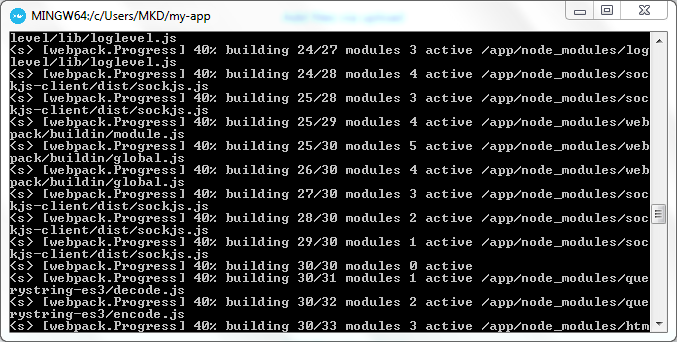 MINGW64:/c/Users/MKD/my-app
level/lib/loglevel.js
<s> [webpack.Progress] 40% building 24/27 modules 3 active /app/node_modules/log
level/lib/loglevel.js
<s> [webpack.Progress] 40% building 24/28 modules 4 active /app/node_modules/soc
kjs-client/dist/sockjs.js
<s> [webpack.Progress] 40% building 25/28 modules 3 active /app/node_modules/soc
kjs-client/dist/sockjs.js
<s> [webpack.Progress] 40% building 25/29 modules 4 active /app/node_modules/web
pack/buildin/module.js
<s> [webpack.Progress] 40% building 25/30 modules 5 active /app/node_modules/web
pack/buildin/global.js
<s> [webpack.Progress] 40% building 26/30 modules 4 active /app/node_modules/web
pack/buildin/global.js
<s> [webpack.Progress] 40% building 27/30 modules 3 active /app/node_modules/soc
kjs-client/dist/sockjs.js
<s> [webpack.Progress] 40% building 28/30 modules 2 active /app/node_modules/soc
kjs-client/dist/sockjs.js
<s> [webpack.Progress] 40% building 29/30 modules 1 active /app/node_modules/soc
kjs-client/dist/sockjs.js
<s> [webpack.Progress] 40% building 30/30 modules 0 active
<s> [webpack.Progress] 40% building 30/31 modules 1 active /app/node_modules/que
rystring-es3/decode.js
<s> [webpack.Progress] 40% building 30/32 modules 2 active /app/node_modules/que
rystring-es3/encode.js
<s> [webpack.Progress] 40% building 30/33 modules 3 active /app/node_modules/htm